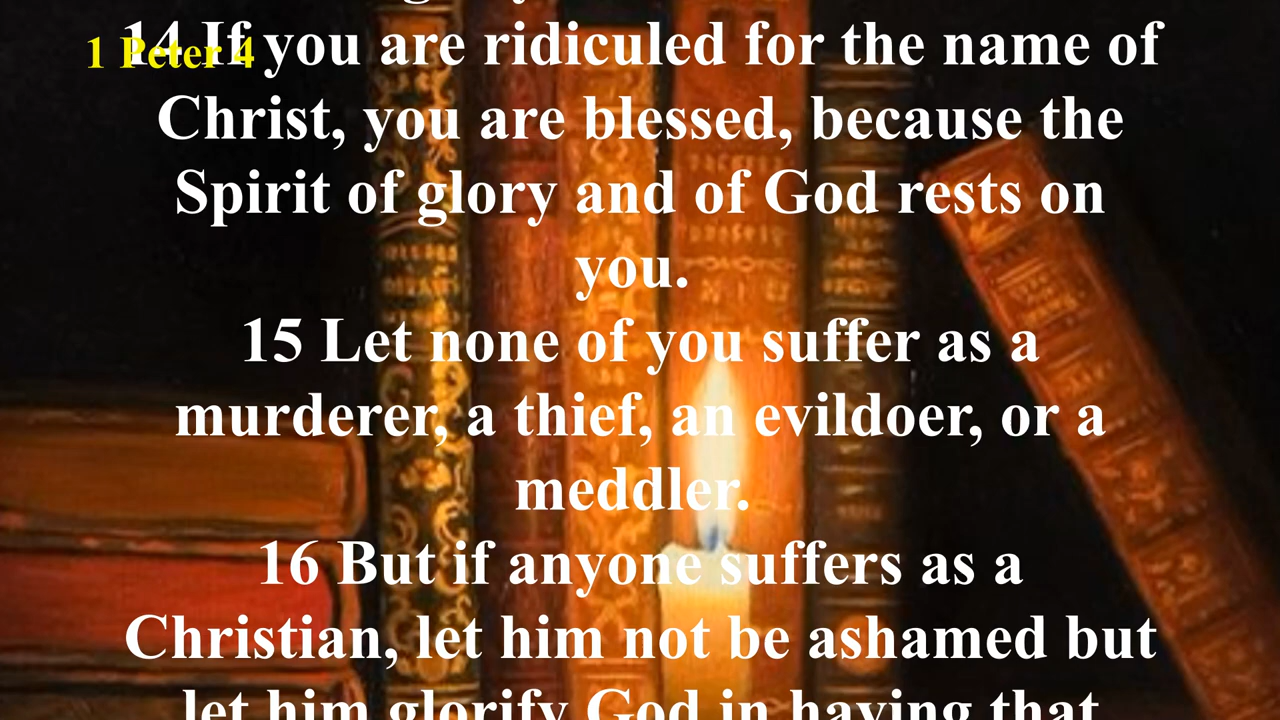 1 Peter 4
14 If you are ridiculed for the name of
Christ, you are blessed, because the
Spirit of glory and of God rests on
you.
15 Let none of you suffer as a
murderer, a thief, an evildoer, or a
meddler.
16 But if anyone suffers as a
Christian, let him not be ashamed but
let him glorify God in having that